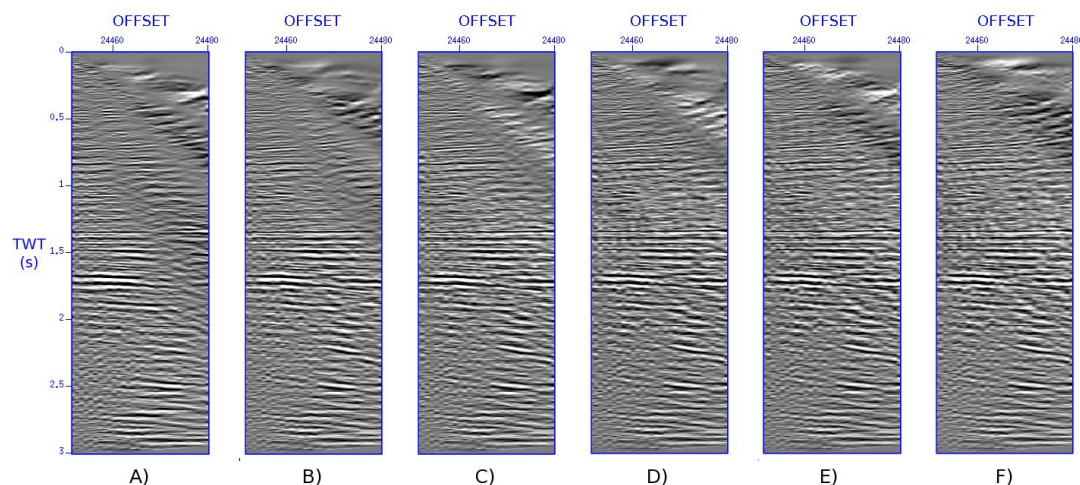 OFFSET OFFSET OFFSET OFFSET OFFSET OFFSET
24460 24480 24460 24480 24460 24480 24460 24480 24460 24480 24460 24480
0
0.5
1
TWT 1.5
(s)
2
2.5
3
A) B) C) D) E) F)